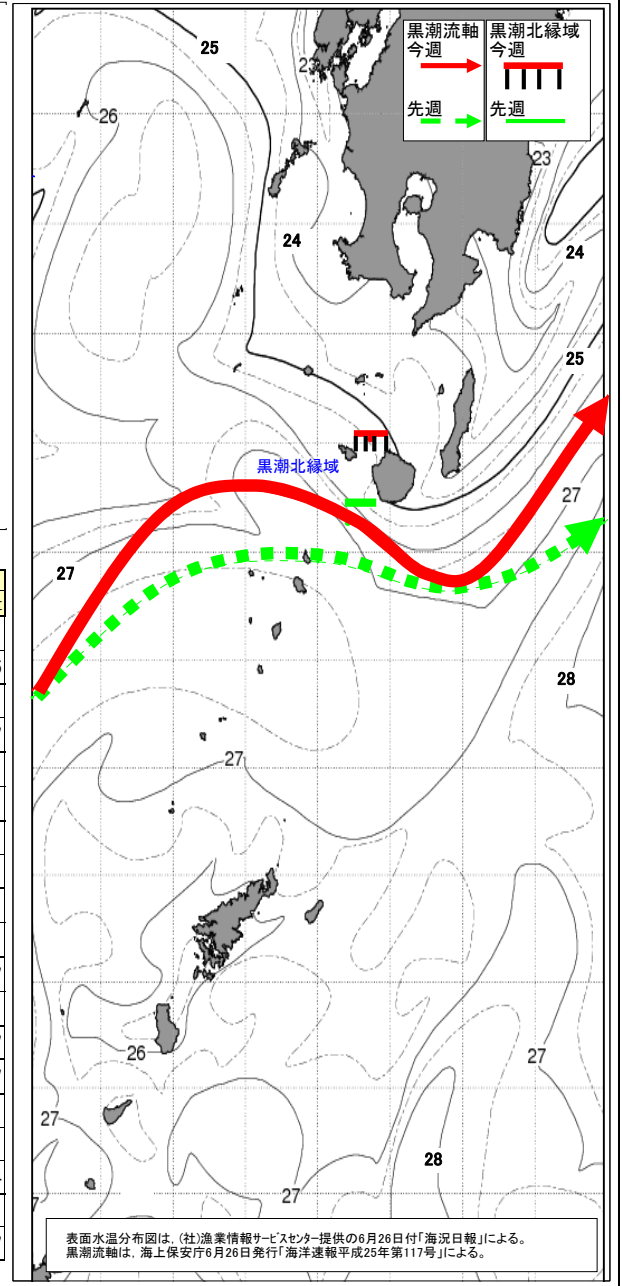 黒潮流軸
今週
先週
黒潮北縁域
今週
先週
25
23
26
23
24
24
25
黒潮北縁域
27
27
28
27
26
27
27
28
27
表面水温分布図は,(社)漁業情報サービスセンター提供の6月26日付「海況日報」による。
黒潮流軸は,海上保安庁6月26日発行「海洋速報平成25年第117号」による。